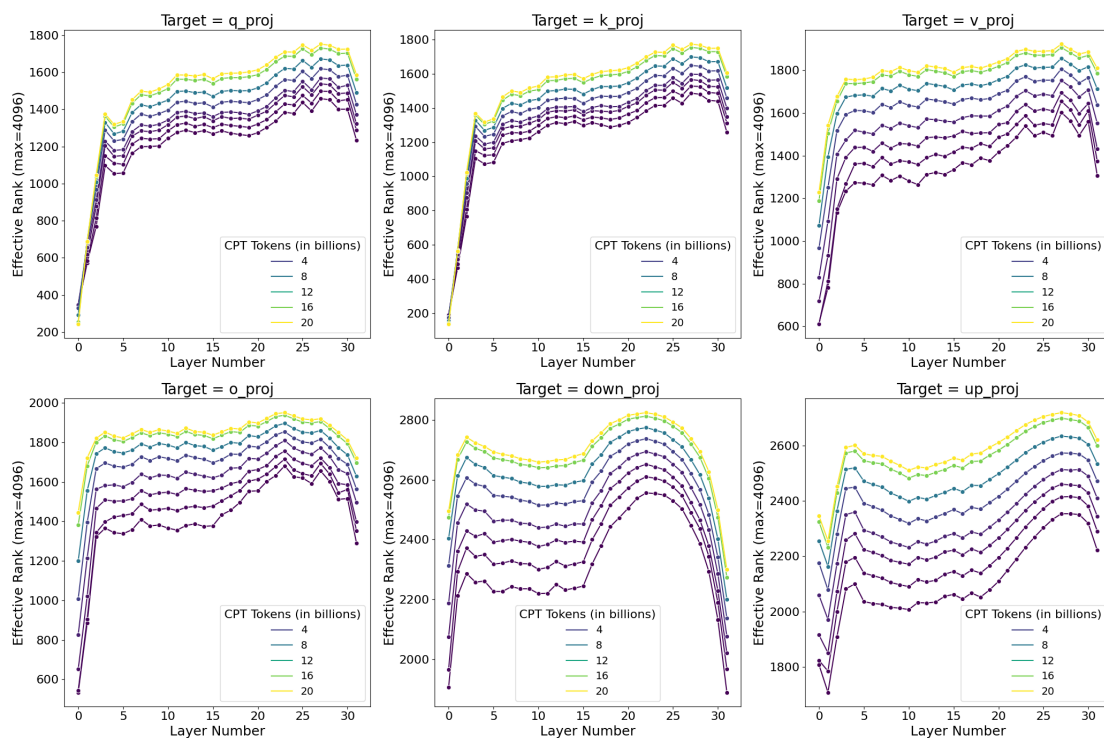 Target = q_proj
Effective Rank (max=4096)
1800
1600
1400
1200
1000
800
600
400
200
CPT Tokens (in billions)
4
8
12
16
20
0 5 10 15 20 25 30
Layer Number
Target = k_proj
Effective Rank (max=4096)
1800
1600
1400
1200
1000
800
600
400
200
CPT Tokens (in billions)
4
8
12
16
20
0 5 10 15 20 25 30
Layer Number
Target = v_proj
Effective Rank (max=4096)
1800
1600
1400
1200
1000
800
600
CPT Tokens (in billions)
4
8
12
16
20
0 5 10 15 20 25 30
Layer Number
Target = o_proj
Effective Rank (max=4096)
2000
1800
1600
1400
1200
1000
800
600
CPT Tokens (in billions)
4
8
12
16
20
0 5 10 15 20 25 30
Layer Number
Target = down_proj
Effective Rank (max=4096)
2800
2600
2400
2200
2000
CPT Tokens (in billions)
4
8
12
16
20
0 5 10 15 20 25 30
Layer Number
Target = up_proj
Effective Rank (max=4096)
2600
2400
2200
2000
1800
CPT Tokens (in billions)
4
8
12
16
20
0 5 10 15 20 25 30
Layer Number